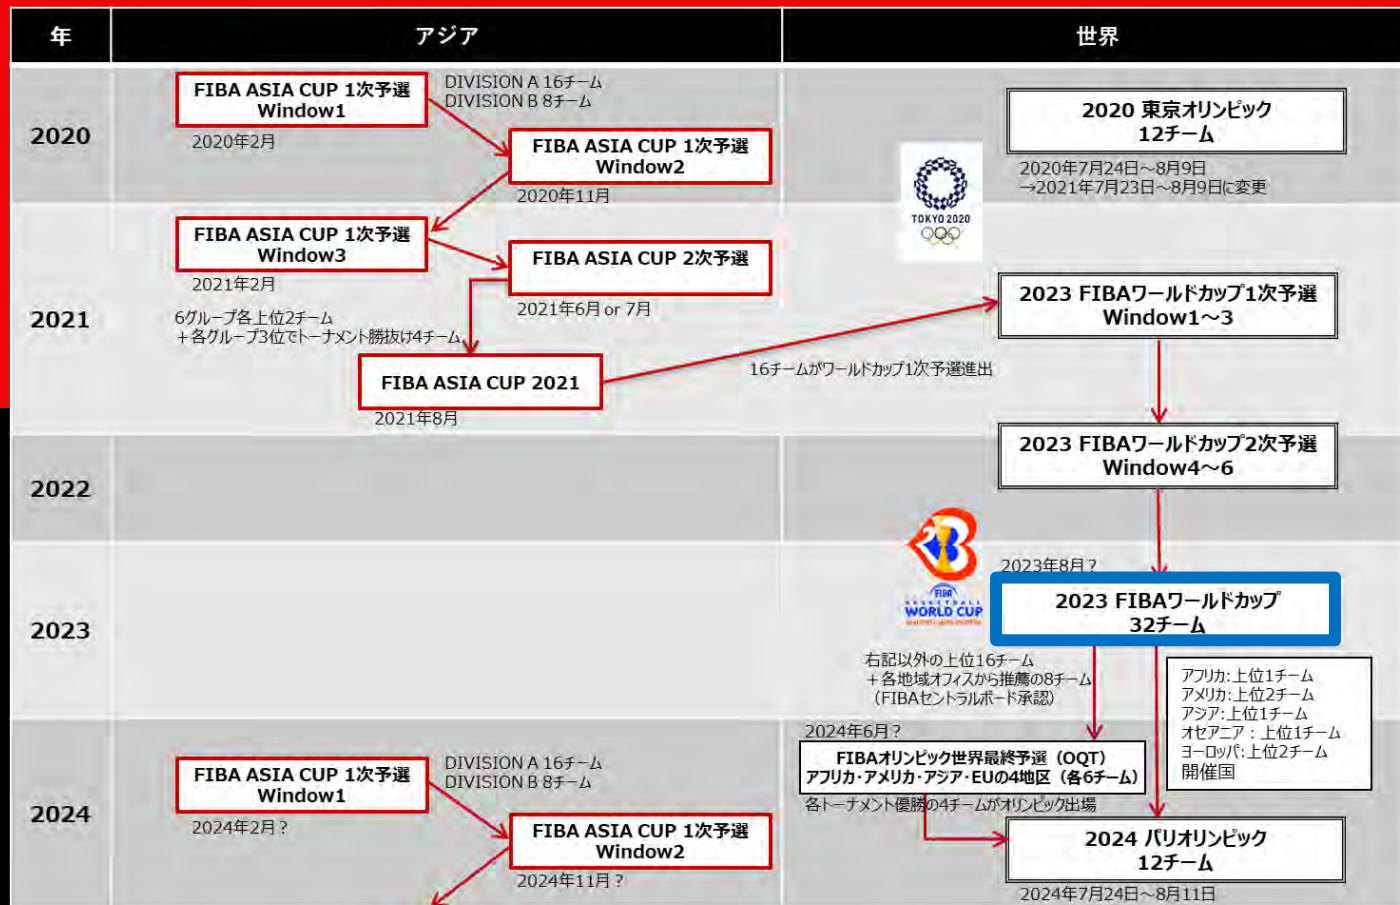 年
アジア
世界
2020
FIBA ASIA CUP 1次予選
Window1
2020年2月
DIVISION A 16チーム
DIVISION B 8チーム
FIBA ASIA CUP 1次予選
Window2
2020年11月
2020 東京オリンピック
12チーム
2020年7月24日～8月9日
→2021年7月23日～8月9日に変更
TOKYO 2020
2021
FIBA ASIA CUP 1次予選
Window3
2021年2月
FIBA ASIA CUP 2次予選
2021年6月 or 7月
6グループ各上位2チーム
＋各グループ3位でトーナメント勝抜け4チーム
FIBA ASIA CUP 2021
2021年8月
16チームがワールドカップ1次予選進出
2023 FIBAワールドカップ1次予選
Window1～3
2022
2023 FIBAワールドカップ2次予選
Window4～6
2023
2023年8月？
FIBA
BASKETBALL
WORLD CUP
2023 FIBAワールドカップ
32チーム
右記以外の上位16チーム
＋各地域オフィスから推薦の8チーム
（FIBAセントラルボード承認）
アフリカ:上位1チーム
アメリカ:上位2チーム
アジア:上位1チーム
オセアニア：上位1チーム
ヨーロッパ:上位2チーム
開催国
2024
FIBA ASIA CUP 1次予選
Window1
2024年2月？
DIVISION A 16チーム
DIVISION B 8チーム
FIBA ASIA CUP 1次予選
Window2
2024年11月？
2024年6月？
FIBAオリンピック世界最終予選（OQT）
アフリカ･アメリカ･アジア･EUの4地区（各6チーム）
各トーナメント優勝の4チームがオリンピック出場
2024 パリオリンピック
12チーム
2024年7月24日～8月11日